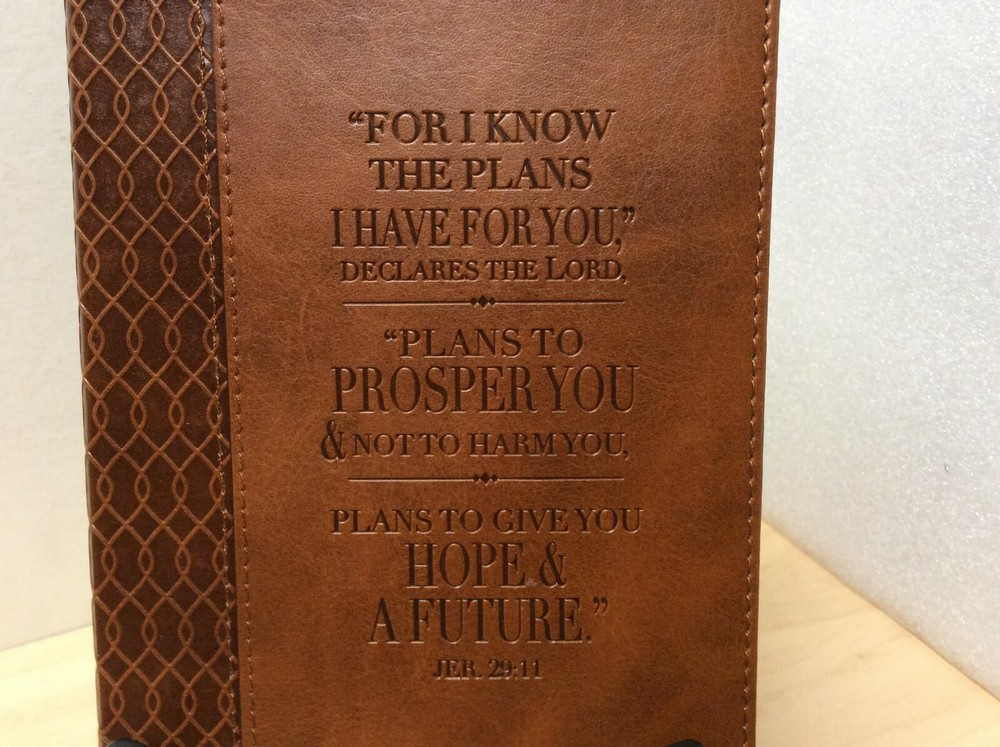 “FOR I KNOW
THE PLANS
I HAVE FOR YOU,”
DECLARES THE LORD,
“PLANS TO
PROSPER YOU
& NOT TO HARM YOU,
PLANS TO GIVE YOU
HOPE &
A FUTURE.”
JER. 29:11